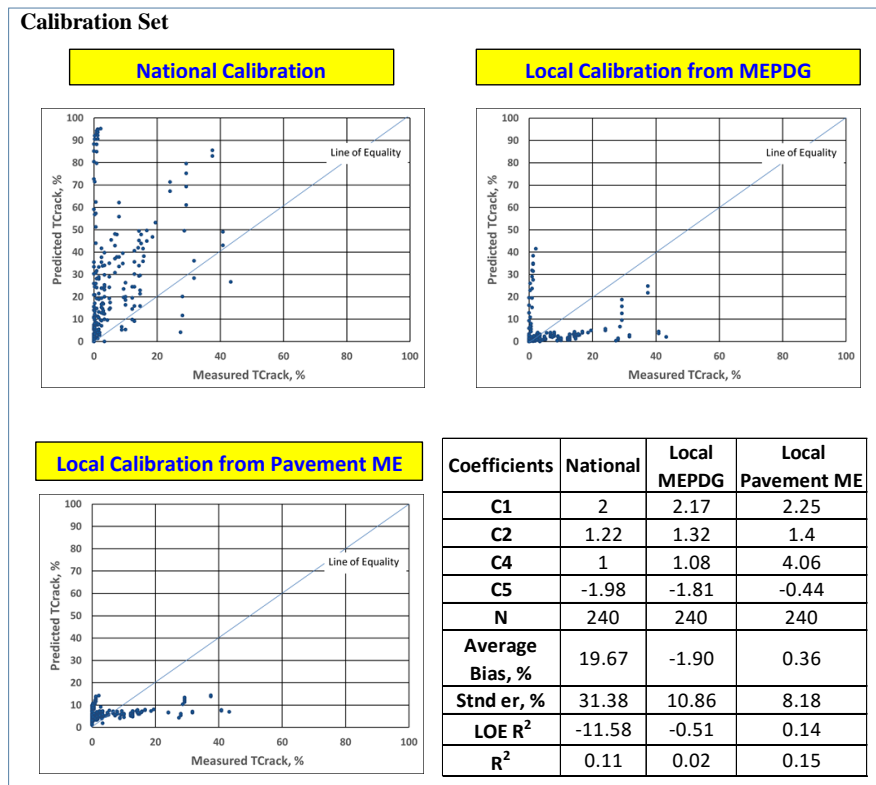 Calibration Set
National Calibration
100
90
80
70
60
50
40
30
20
10
0
Predicted TCrack, %
Line of Equality
0 20 40 60 80 100
Measured TCrack, %
Local Calibration from MEPDG
100
90
80
70
60
50
40
30
20
10
0
Predicted TCrack, %
Line of Equality
0 20 40 60 80 100
Measured TCrack, %
Local Calibration from Pavement ME
100
90
80
70
60
50
40
30
20
10
0
Predicted TCrack, %
Line of Equality
0 20 40 60 80 100
Measured TCrack, %
Coefficients National Local MEPDG Local Pavement ME
C1 2 2.17 2.25
C2 1.22 1.32 1.4
C4 1 1.08 4.06
C5 -1.98 -1.81 -0.44
N 240 240 240
Average Bias, % 19.67 -1.90 0.36
Stnd er, % 31.38 10.86 8.18
LOE R² -11.58 -0.51 0.14
R² 0.11 0.02 0.15